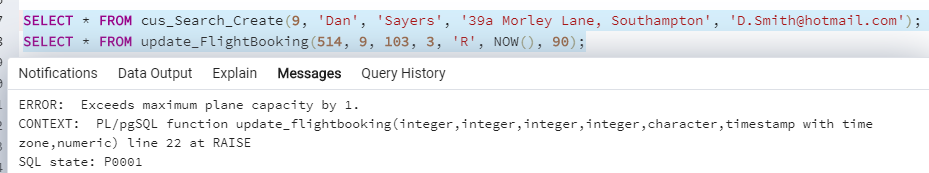 7 SELECT * FROM cus_Search_Create(9, 'Dan', 'Sayers', '39a Morley Lane, Southampton', 'D.Smith@hotmail.com');
8 SELECT * FROM update_FlightBooking(514, 9, 103, 3, 'R', NOW(), 90);
Notifications Data Output Explain Messages Query History
ERROR:  Exceeds maximum plane capacity by 1.
CONTEXT:  PL/pgSQL function update_flightbooking(integer,integer,integer,integer,character,timestamp with time
zone,numeric) line 22 at RAISE
SQL state: P0001